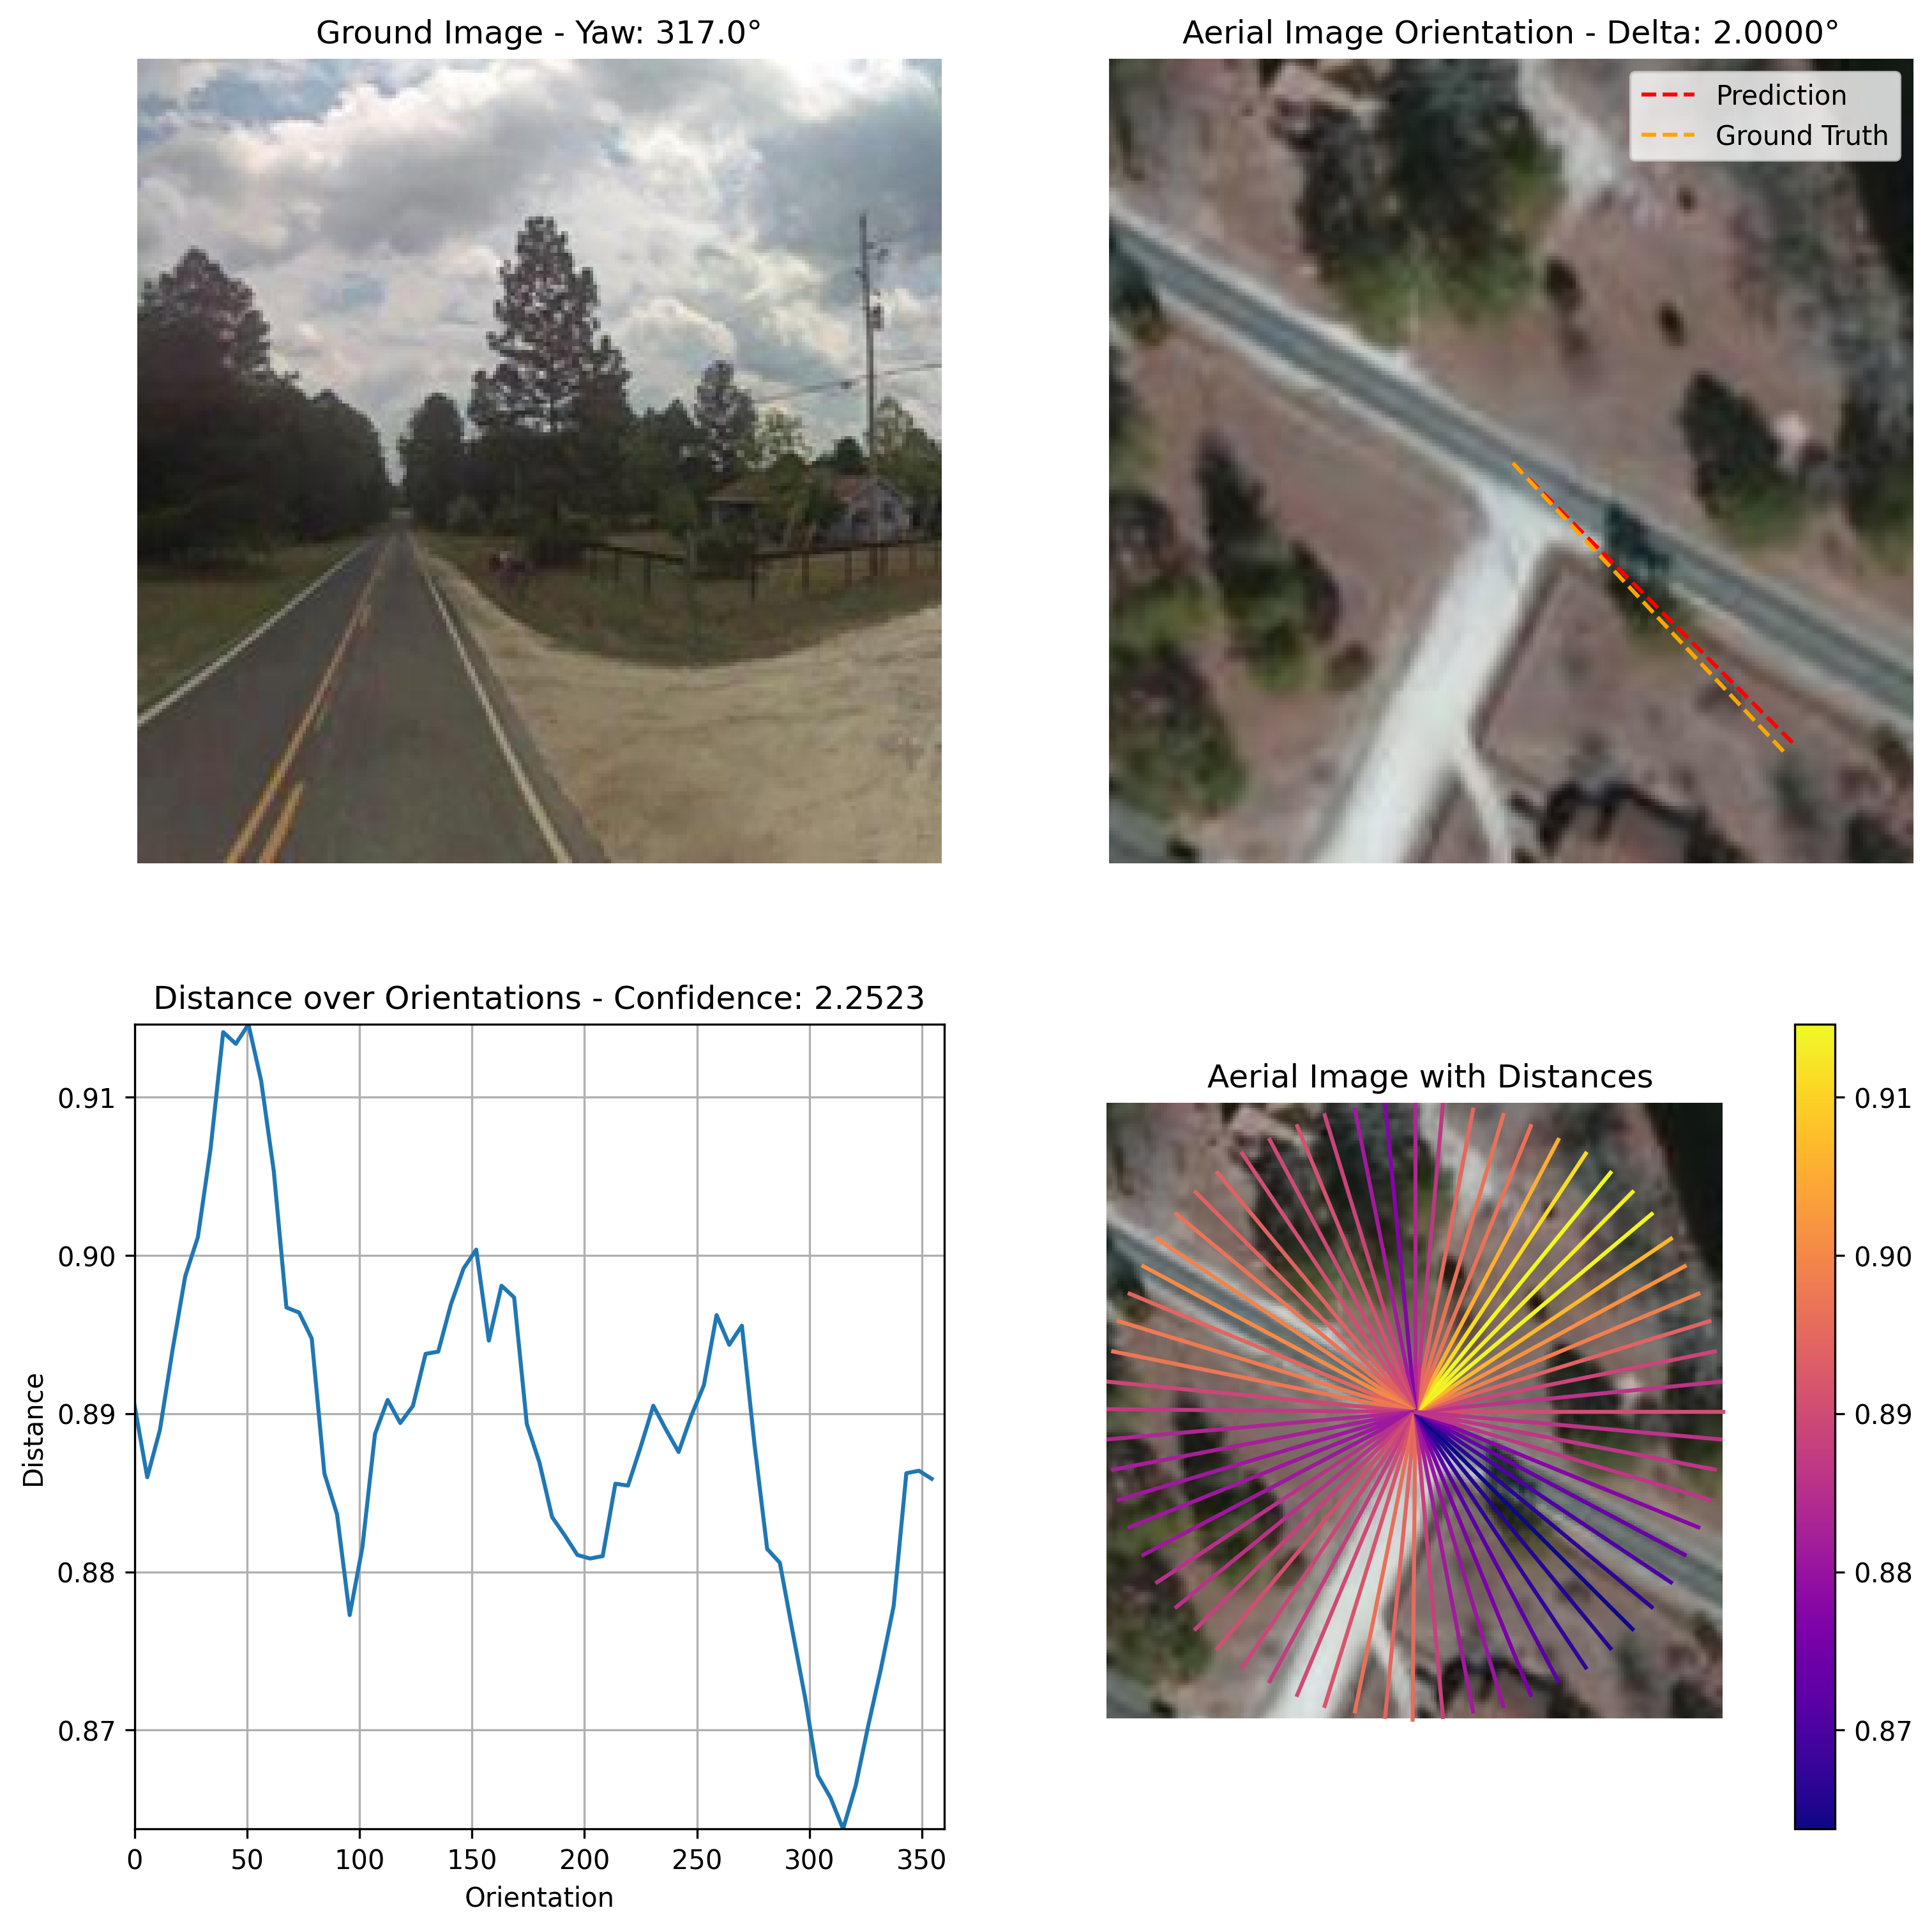 Ground Image - Yaw: 317.0°
Aerial Image Orientation - Delta: 2.0000°
Prediction
Ground Truth
Distance over Orientations - Confidence: 2.2523
0.91
0.90
0.89
0.88
0.87
Distance
0 50 100 150 200 250 300 350
Orientation
Aerial Image with Distances
0.91
0.90
0.89
0.88
0.87